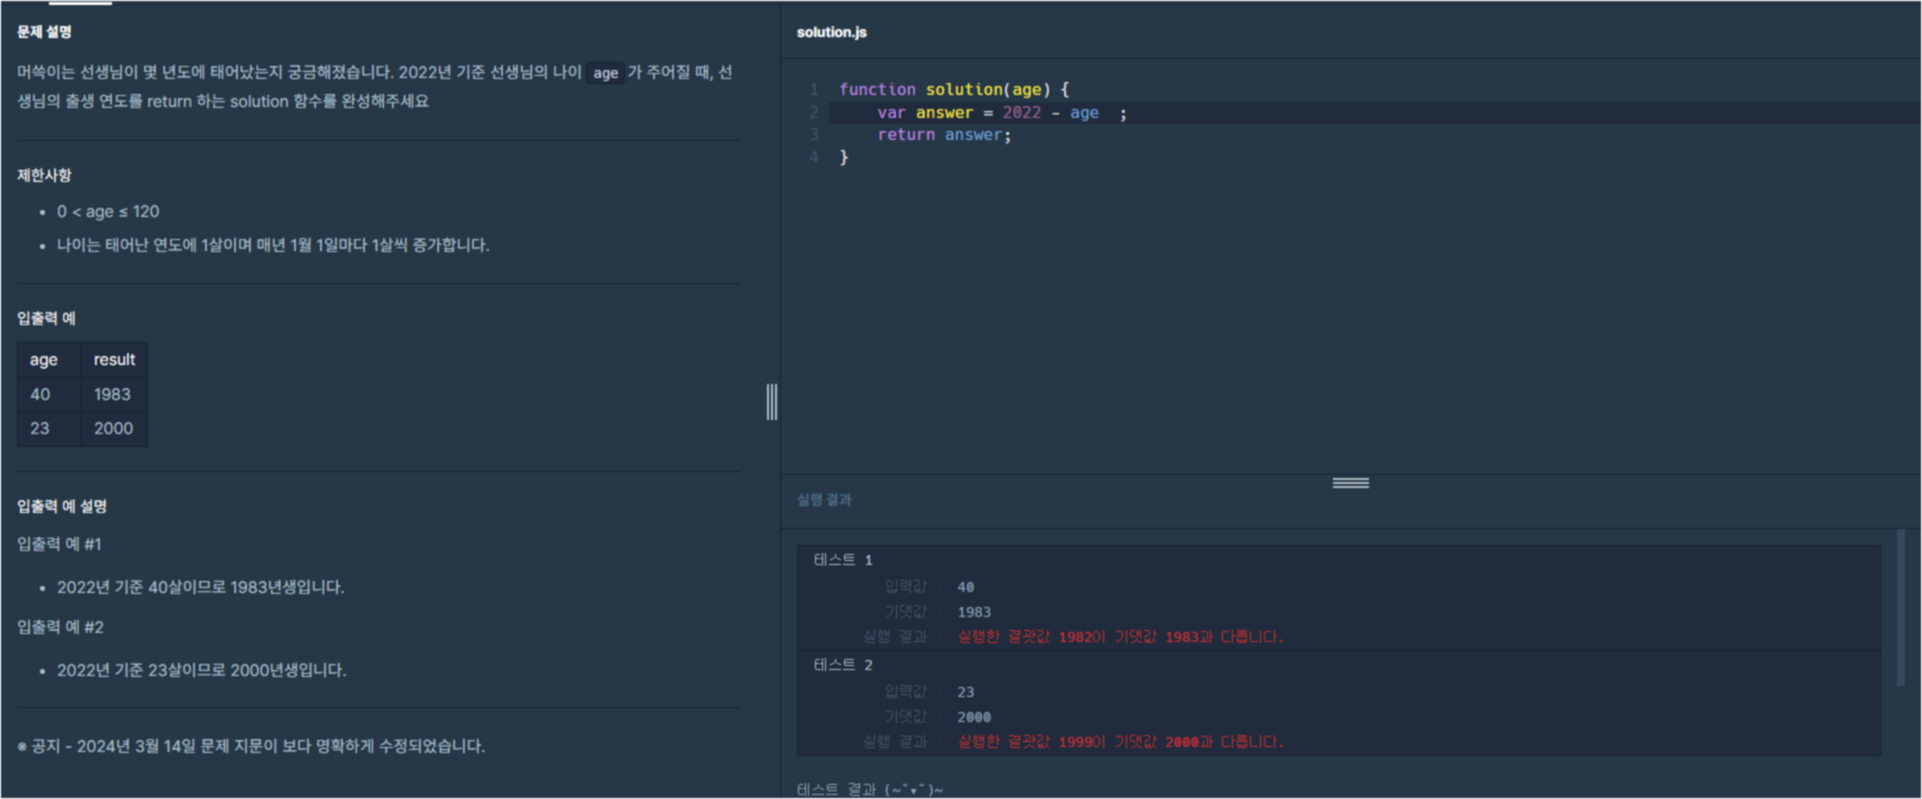 문제 설명
머쓱이는 선생님이 몇 년도에 태어났는지 궁금해졌습니다. 2022년 기준 선생님의 나이 age 가 주어질 때, 선
생님의 출생 연도를 return 하는 solution 함수를 완성해주세요
제한사항
• 0 < age ≤ 120
• 나이는 태어난 연도에 1살이며 매년 1월 1일마다 1살씩 증가합니다.
입출력 예
age result
40 1983
23 2000
입출력 예 설명
입출력 예 #1
• 2022년 기준 40살이므로 1983년생입니다.
입출력 예 #2
• 2022년 기준 23살이므로 2000년생입니다.
※ 공지 - 2024년 3월 14일 문제 지문이 보다 명확하게 수정되었습니다.
solution.js
1 function solution(age) {
2     var answer = 2022 - age  ;
3     return answer;
4 }
실행 결과
테스트 1
입력값 〉 40
기댓값 〉 1983
실행 결과 〉 실행한 결괏값 1982이 기댓값 1983과 다릅니다.
테스트 2
입력값 〉 23
기댓값 〉 2000
실행 결과 〉 실행한 결괏값 1999이 기댓값 2000과 다릅니다.
테스트 결과 (~˘▾˘)~